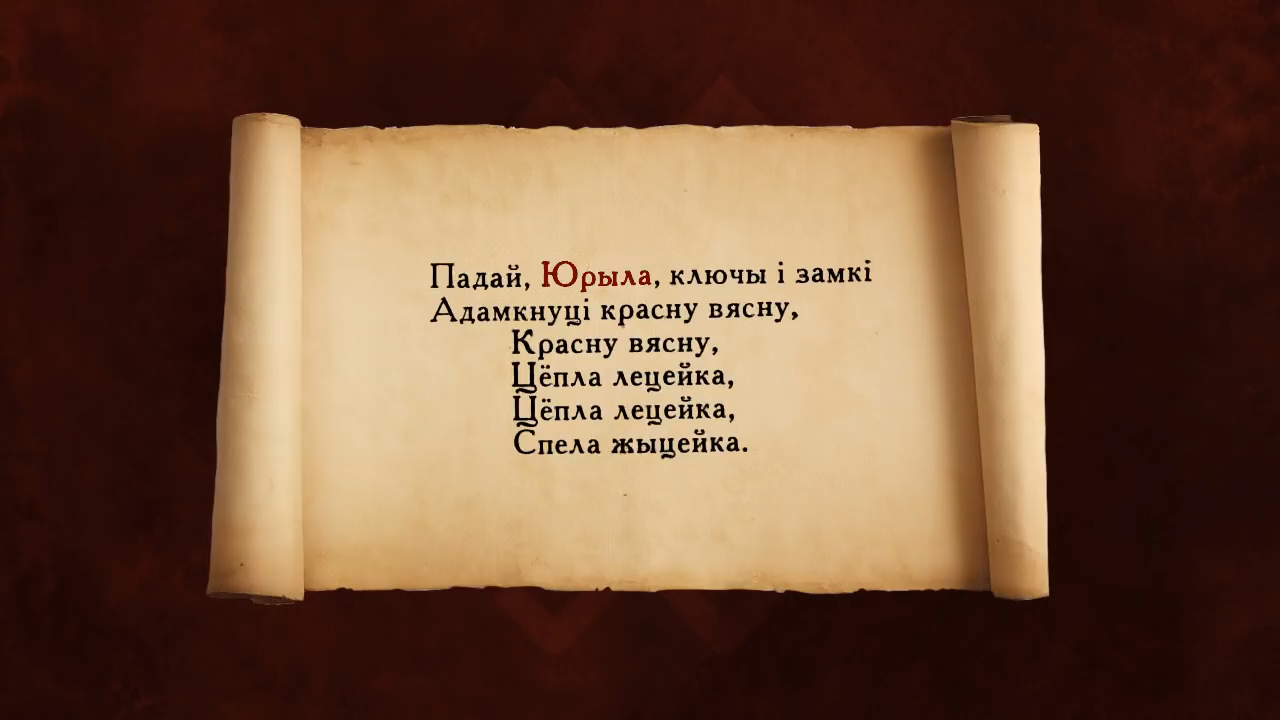 Падай, Юрыла, ключы і замкі
Адамкнуці красну вясну,
Красну вясну,
Цёпла лецейка,
Цёпла лецейка,
Спела жыцейка.